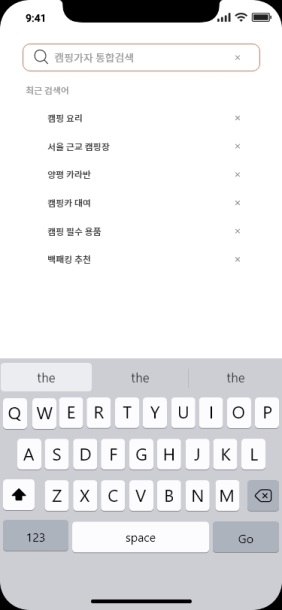 9:41
캠핑가자 통합검색 ×
최근 검색어
캠핑 요리 ×
서울 근교 캠핑장 ×
양평 카라반 ×
캠핑카 대여 ×
캠핑 필수 용품 ×
백패킹 추천 ×
the the the
Q W E R T Y U I O P
A S D F G H J K L
Z X C V B N M
123 space Go